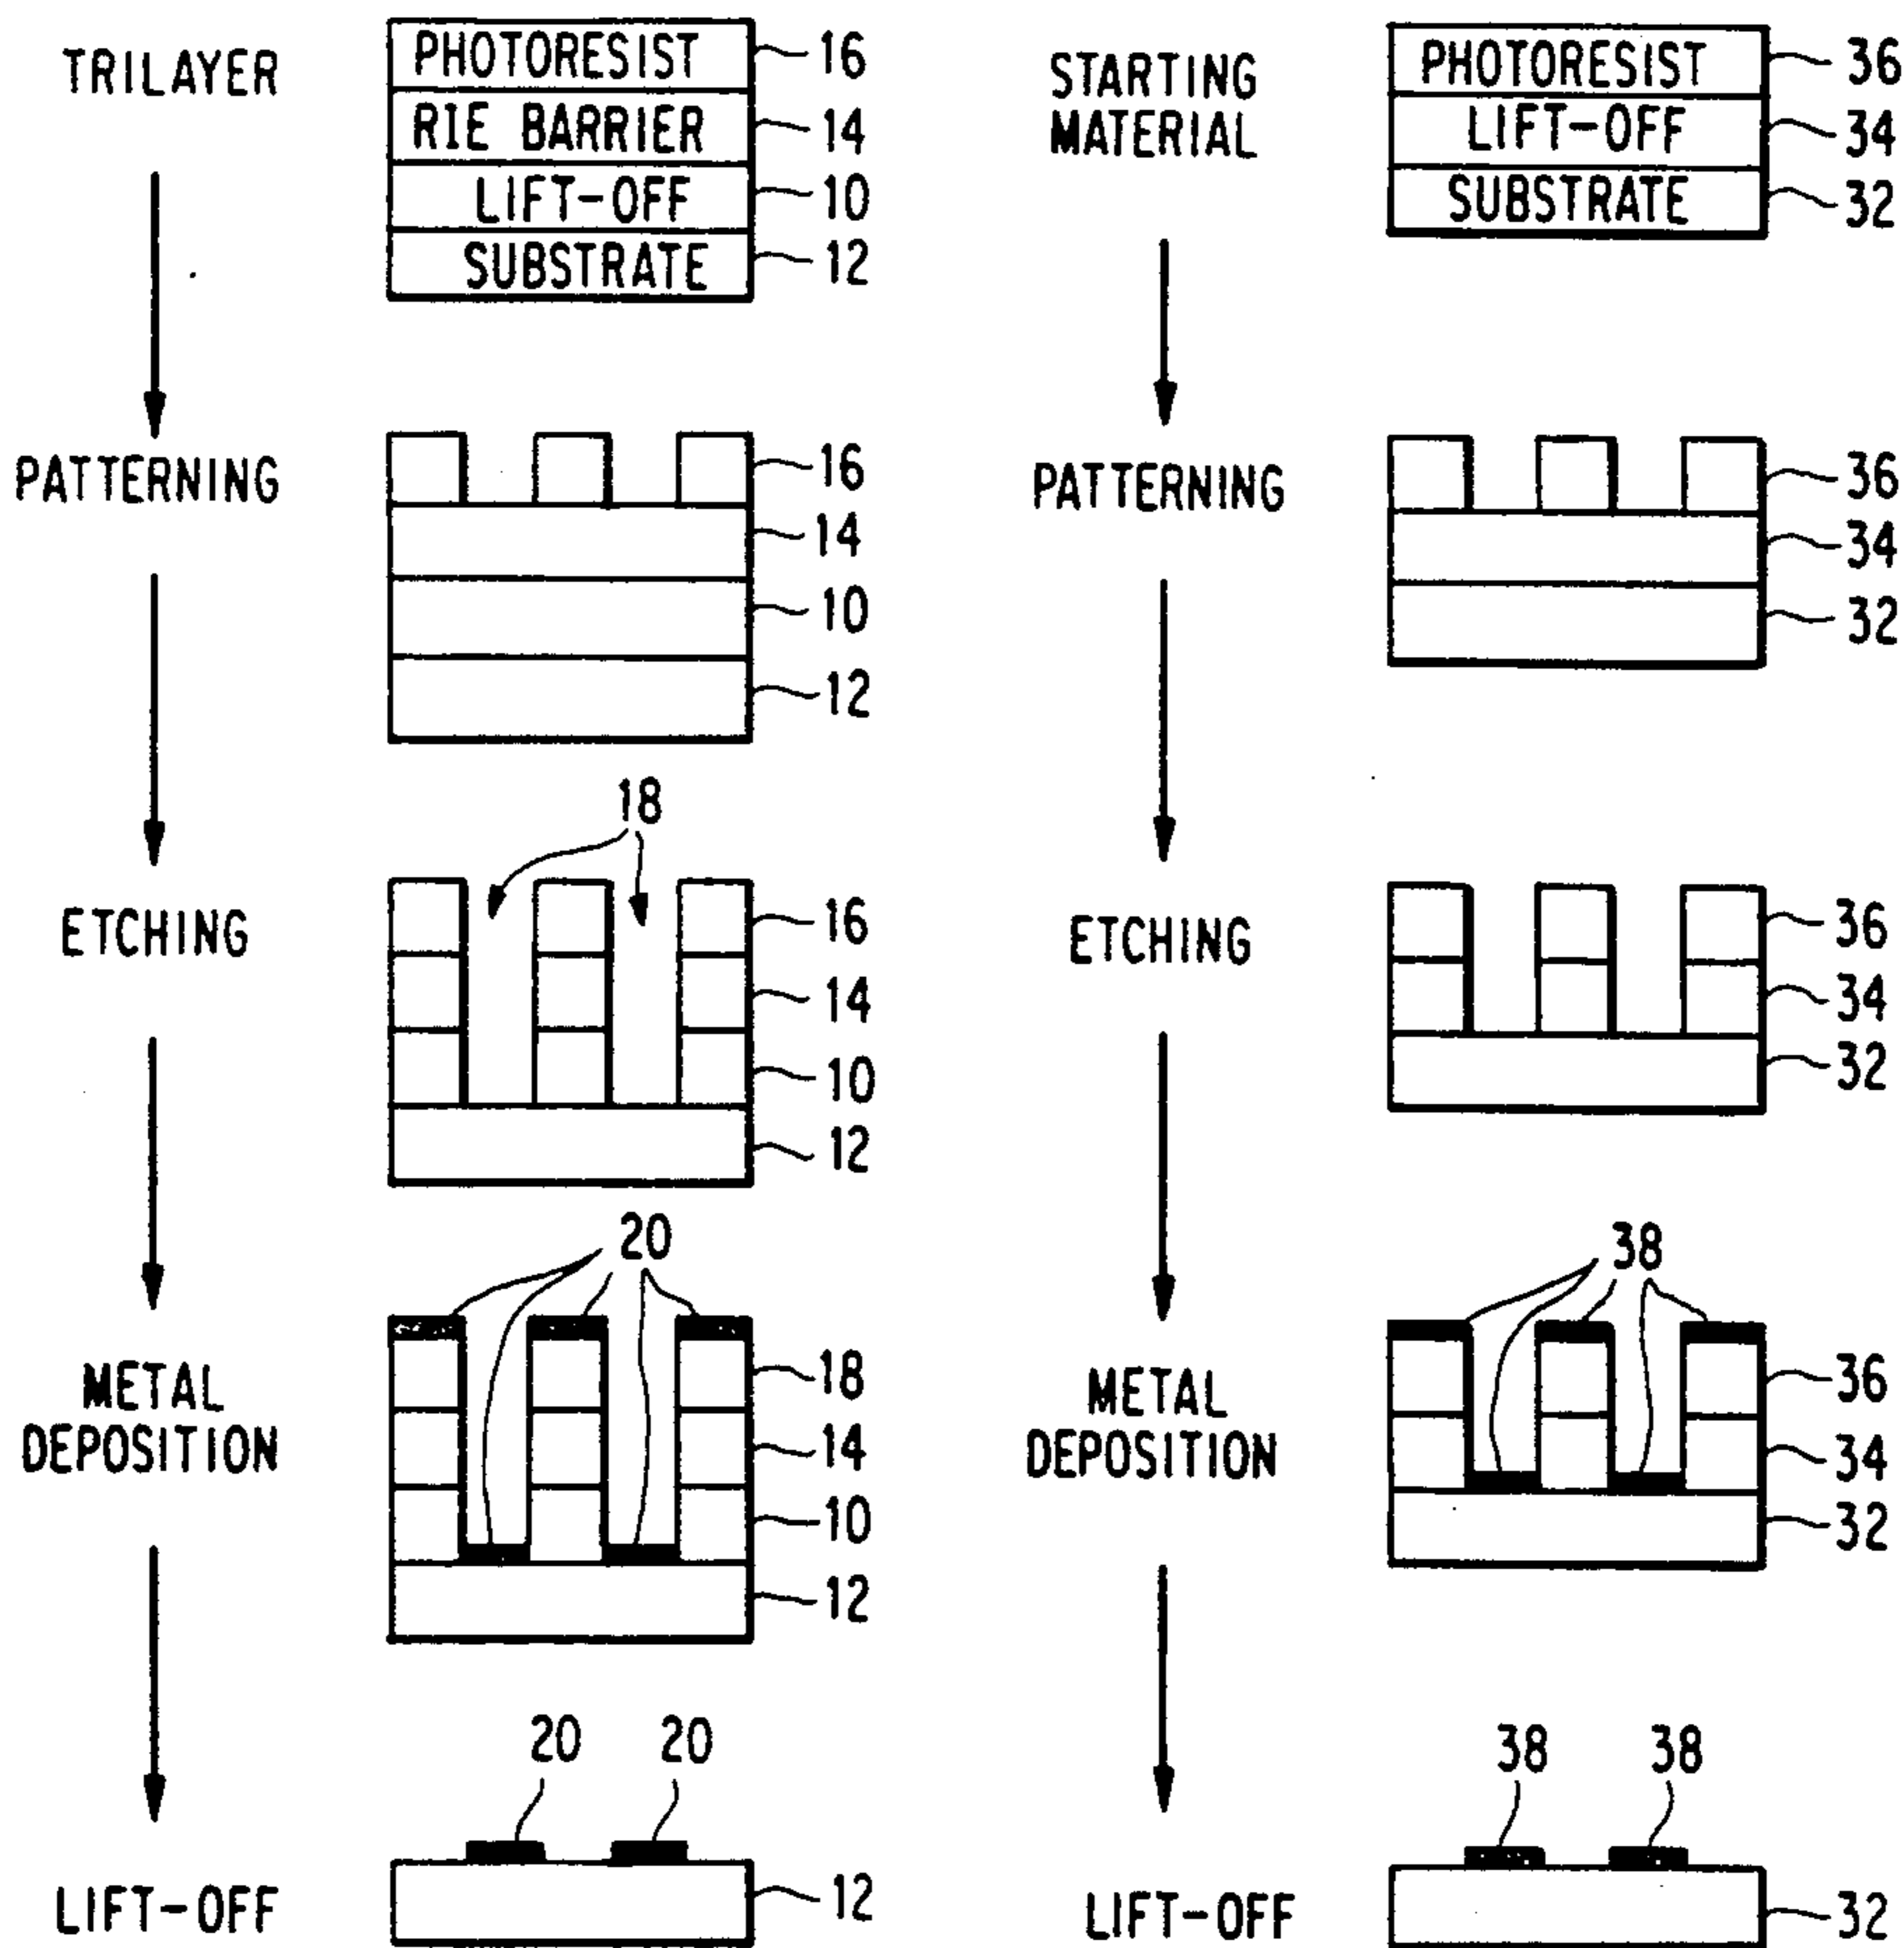 TRILAYER
PHOTORESIST 16
RIE BARRIER 14
LIFT-OFF 10
SUBSTRATE 12
PATTERNING
16
14
10
12
18
ETCHING
16
14
10
12
20
METAL
DEPOSITION
18
14
10
12
20 20
LIFT-OFF
12
STARTING
MATERIAL
PHOTORESIST 36
LIFT-OFF 34
SUBSTRATE 32
PATTERNING
36
34
32
ETCHING
36
34
32
38
METAL
DEPOSITION
36
34
32
38 38
LIFT-OFF
32